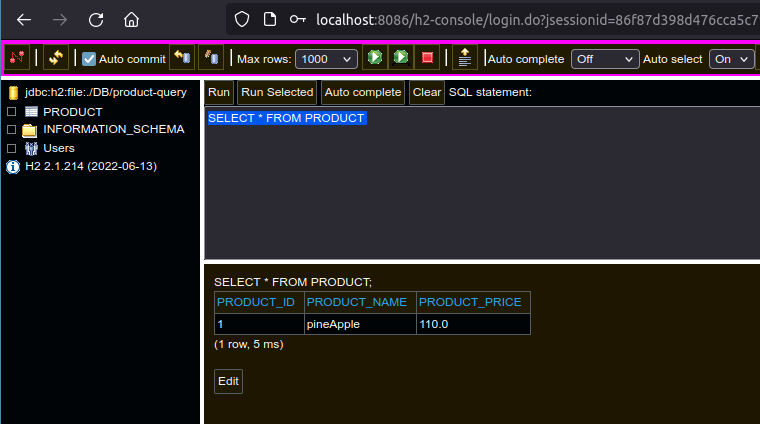 localhost:8086/h2-console/login.do?jsessionid=86f87d398d476cca5c7
Auto commit Max rows: 1000 Auto complete Off Auto select On
jdbc:h2:file:./DB/product-query
PRODUCT
INFORMATION_SCHEMA
Users
H2 2.1.214 (2022-06-13)
Run Run Selected Auto complete Clear SQL statement:
SELECT * FROM PRODUCT
SELECT * FROM PRODUCT;
PRODUCT_ID PRODUCT_NAME PRODUCT_PRICE
1 pineApple 110.0
(1 row, 5 ms)
Edit